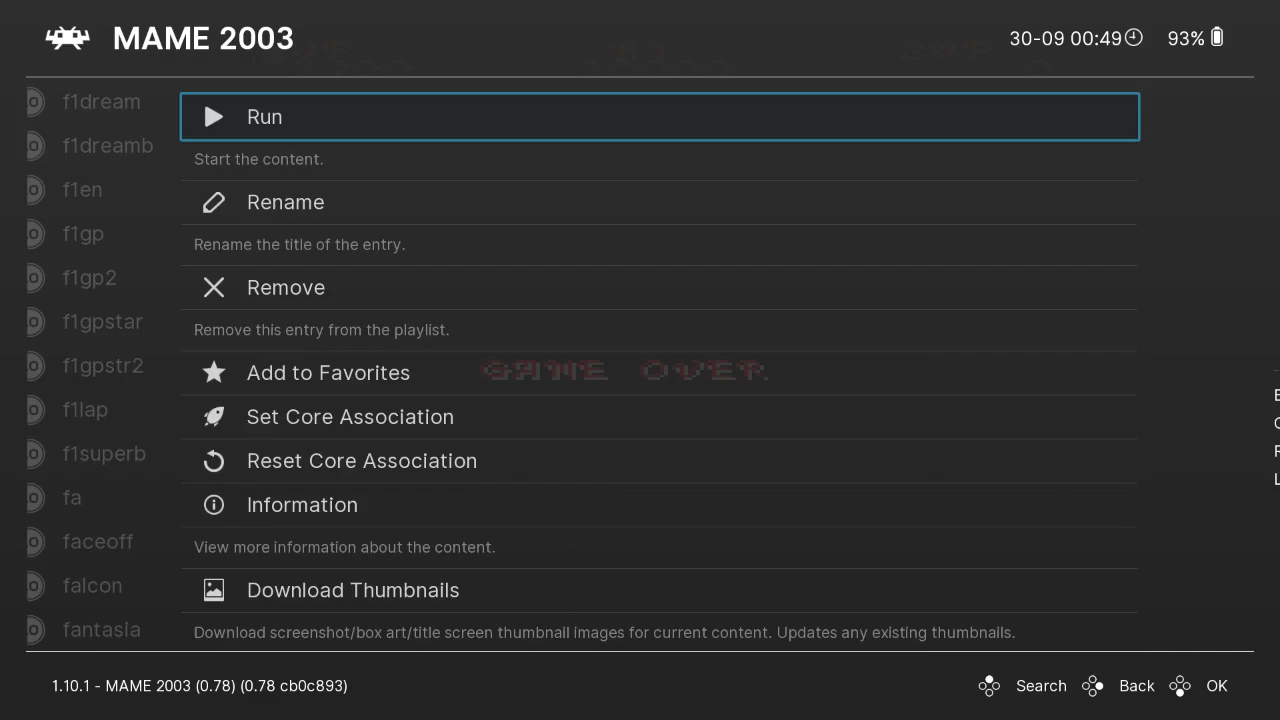 MAME 2003
30-09 00:49
93%
f1dream
f1dreamb
f1en
f1gp
f1gp2
f1gpstar
f1gpstr2
f1lap
f1superb
fa
faceoff
falcon
fantasia
Run
Start the content.
Rename
Rename the title of the entry.
Remove
Remove this entry from the playlist.
Add to Favorites
GAME OVER
Set Core Association
Reset Core Association
Information
View more information about the content.
Download Thumbnails
Download screenshot/box art/title screen thumbnail images for current content. Updates any existing thumbnails.
1.10.1 - MAME 2003 (0.78) (0.78 cb0c893)
Search
Back
OK